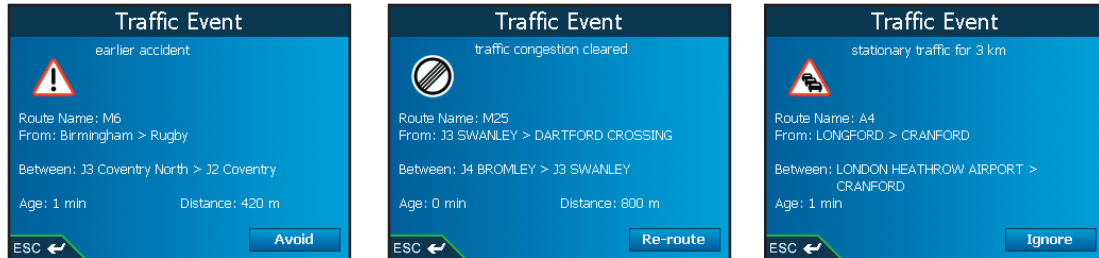 Traffic Event
earlier accident
Route Name: M6
From: Birmingham > Rugby
Between: J3 Coventry North > J2 Coventry
Age: 1 min Distance: 420 m
ESC Avoid
Traffic Event
traffic congestion cleared
Route Name: M25
From: J3 SWANLEY > DARTFORD CROSSING
Between: J4 BROMLEY > J3 SWANLEY
Age: 0 min Distance: 800 m
ESC Re-route
Traffic Event
stationary traffic for 3 km
Route Name: A4
From: LONGFORD > CRANFORD
Between: LONDON HEATHROW AIRPORT >
CRANFORD
Age: 1 min
ESC Ignore